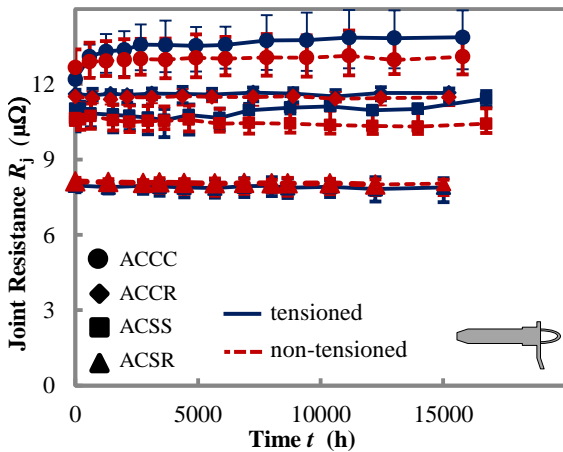 Joint Resistance Rj (μΩ)
12
9
6
3
0
ACCC
ACCR
ACSS
ACSR
tensioned
non-tensioned
0
5000
10000
15000
Time t (h)